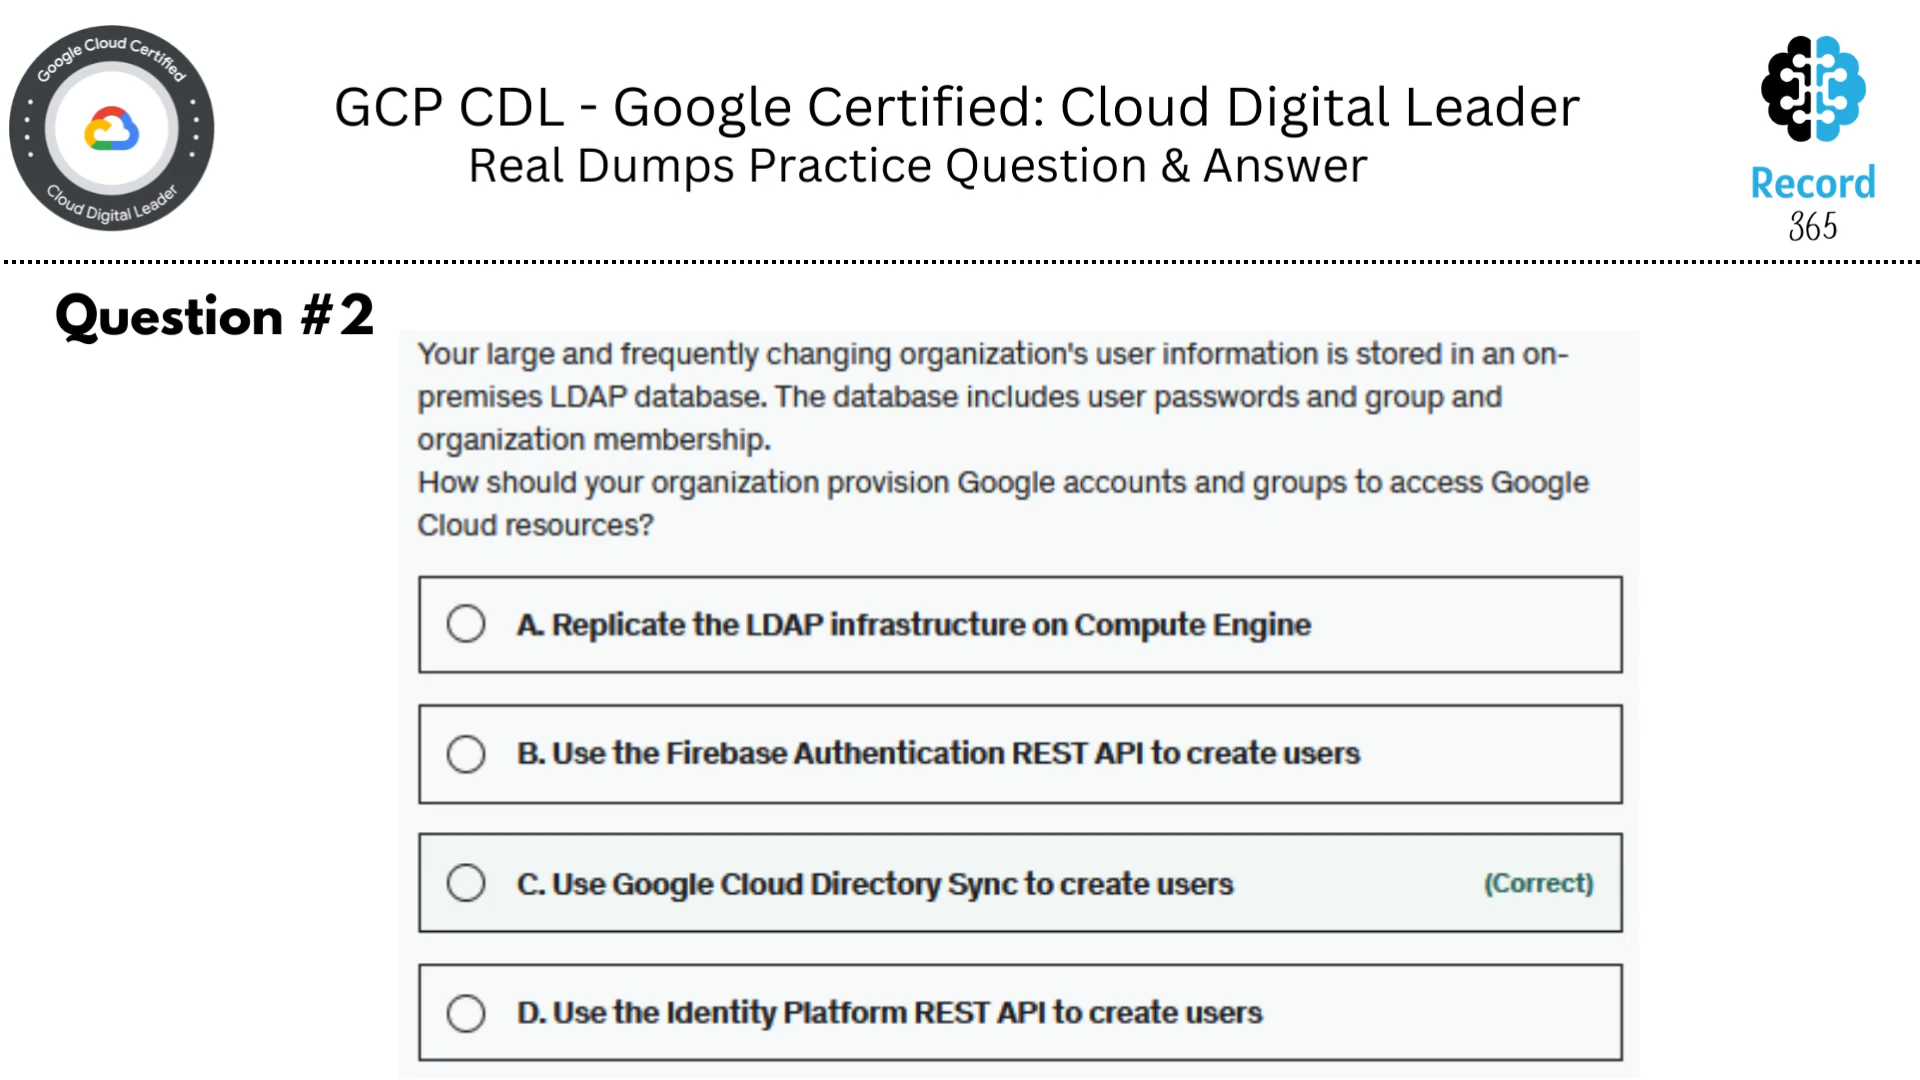 Google Cloud Certified
Cloud Digital Leader
GCP CDL - Google Certified: Cloud Digital Leader
Real Dumps Practice Question & Answer
Record
365
Question #2
Your large and frequently changing organization's user information is stored in an on-
premises LDAP database. The database includes user passwords and group and
organization membership.
How should your organization provision Google accounts and groups to access Google
Cloud resources?
A. Replicate the LDAP infrastructure on Compute Engine
B. Use the Firebase Authentication REST API to create users
C. Use Google Cloud Directory Sync to create users (Correct)
D. Use the Identity Platform REST API to create users